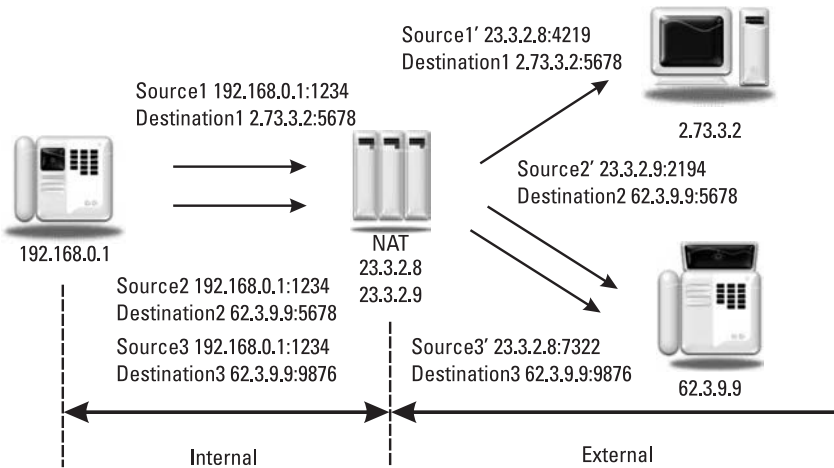 Source1' 23.3.2.8:4219
Destination1 2.73.3.2:5678
Source1 192.168.0.1:1234
Destination1 2.73.3.2:5678
2.73.3.2
Source2' 23.3.2.9:2194
Destination2 62.3.9.9:5678
192.168.0.1
NAT
23.3.2.8
23.3.2.9
Source2 192.168.0.1:1234
Destination2 62.3.9.9:5678
Source3 192.168.0.1:1234
Destination3 62.3.9.9:9876
Source3' 23.3.2.8:7322
Destination3 62.3.9.9:9876
62.3.9.9
Internal
External